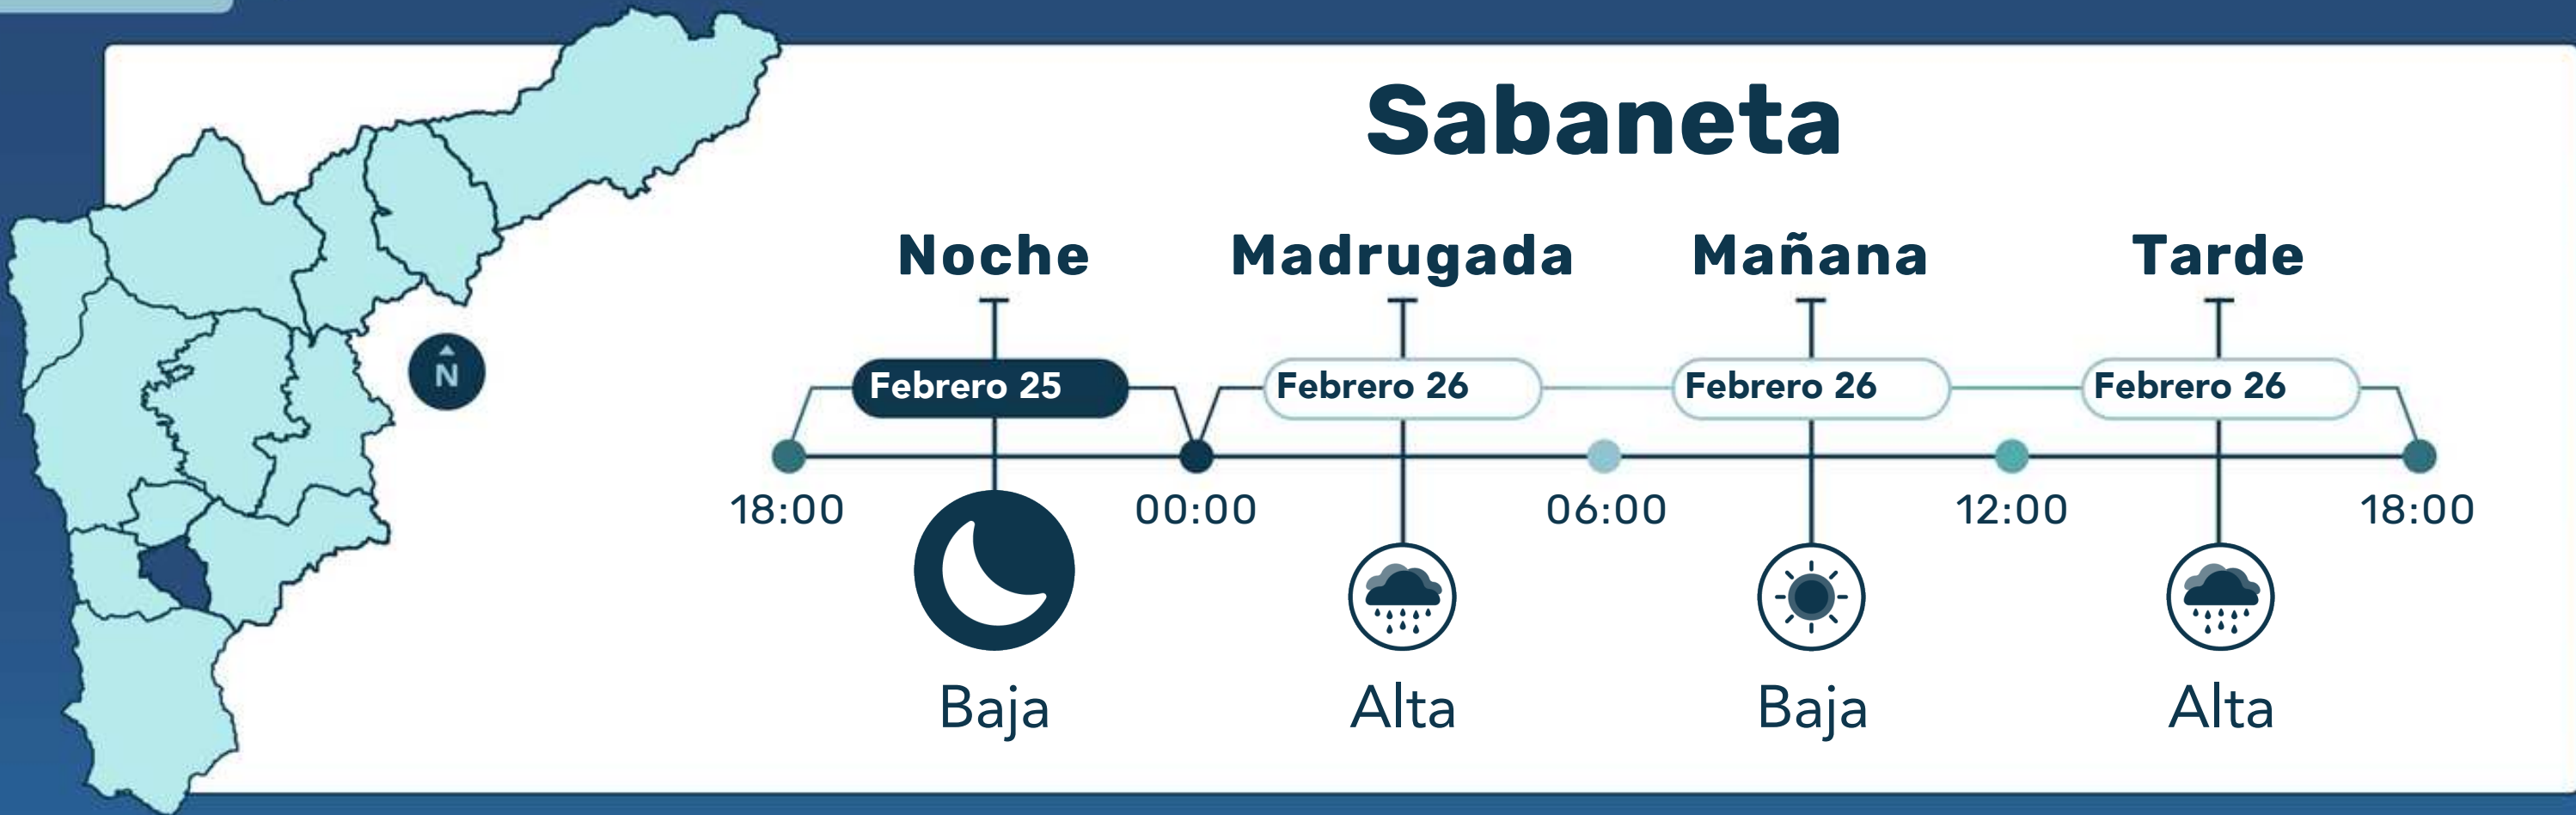 Sabaneta
Noche Madrugada Mañana Tarde
N
Febrero 25 Febrero 26 Febrero 26 Febrero 26
18:00 00:00 06:00 12:00 18:00
Baja Alta Baja Alta